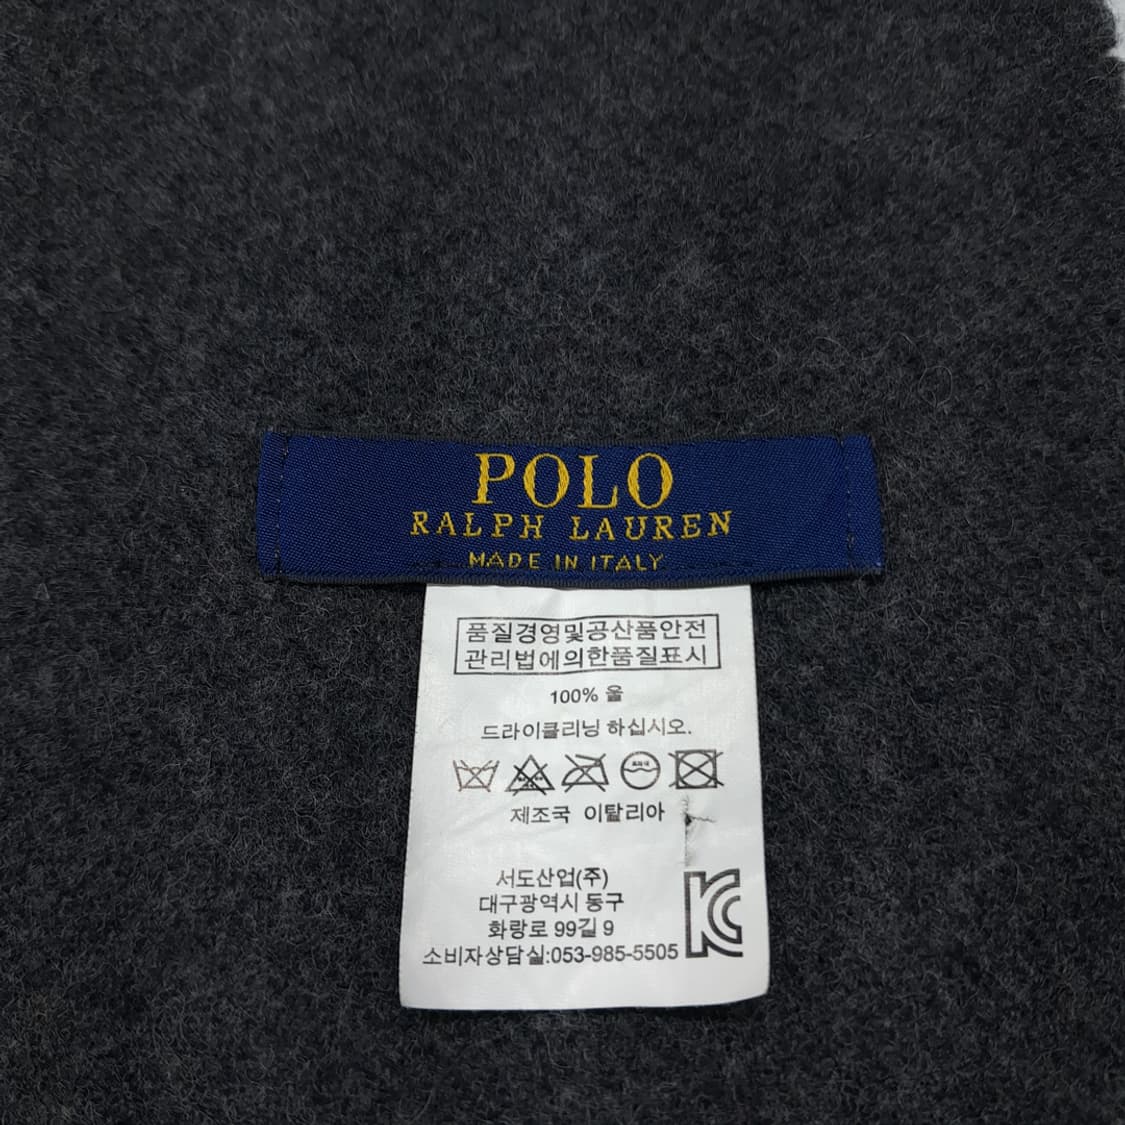 POLO
RALPH LAUREN
MADE IN ITALY
품질경영및공산품안전
관리법에의한품질표시
100% 울
드라이클리닝 하십시오.
제조국 이탈리아
서도산업(주)
대구광역시 동구
화랑로 99길 9
소비자상담실:053-985-5505
KC